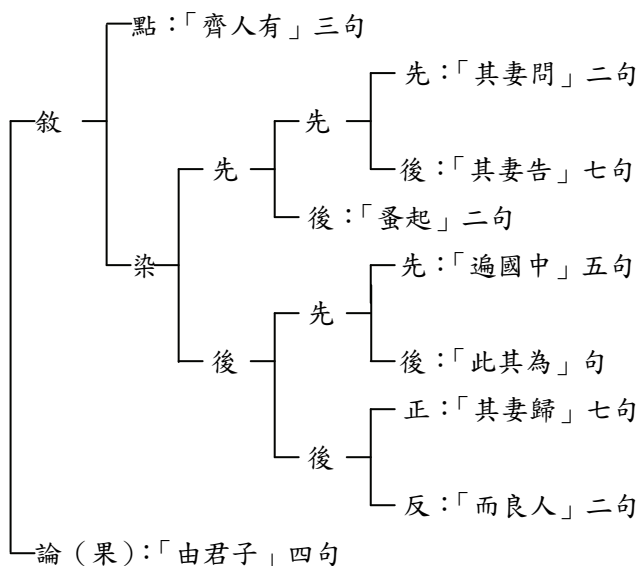 點：「齊人有」三句
先：「其妻問」二句
敘
先
先
後：「其妻告」七句
後：「蚤起」二句
染
先：「遍國中」五句
先
後
後：「此其為」句
正：「其妻歸」七句
後
反：「而良人」二句
論（果）：「由君子」四句